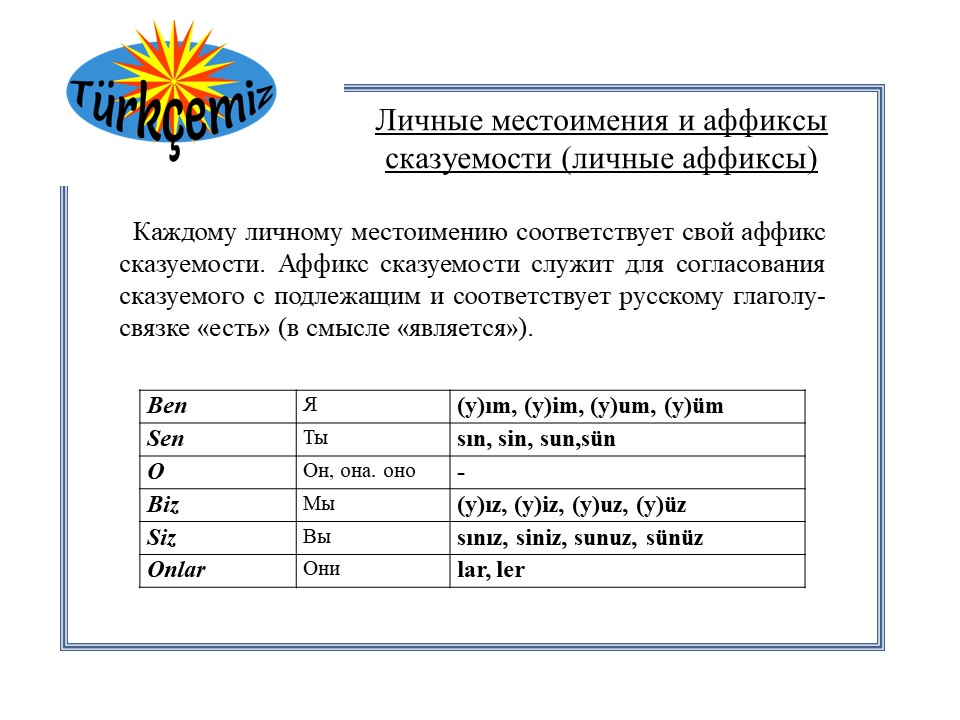 Türkçemiz
Личные местоимения и аффиксы
сказуемости (личные аффиксы)
Каждому личному местоимению соответствует свой аффикс
сказуемости. Аффикс сказуемости служит для согласования
сказуемого с подлежащим и соответствует русскому глаголу-
связке «есть» (в смысле «является»).
Ben Я (y)ım, (y)im, (y)um, (y)üm
Sen Ты sın, sin, sun,sün
O Он, она. оно -
Biz Мы (y)ız, (y)iz, (y)uz, (y)üz
Siz Вы sınız, siniz, sunuz, sünüz
Onlar Они lar, ler